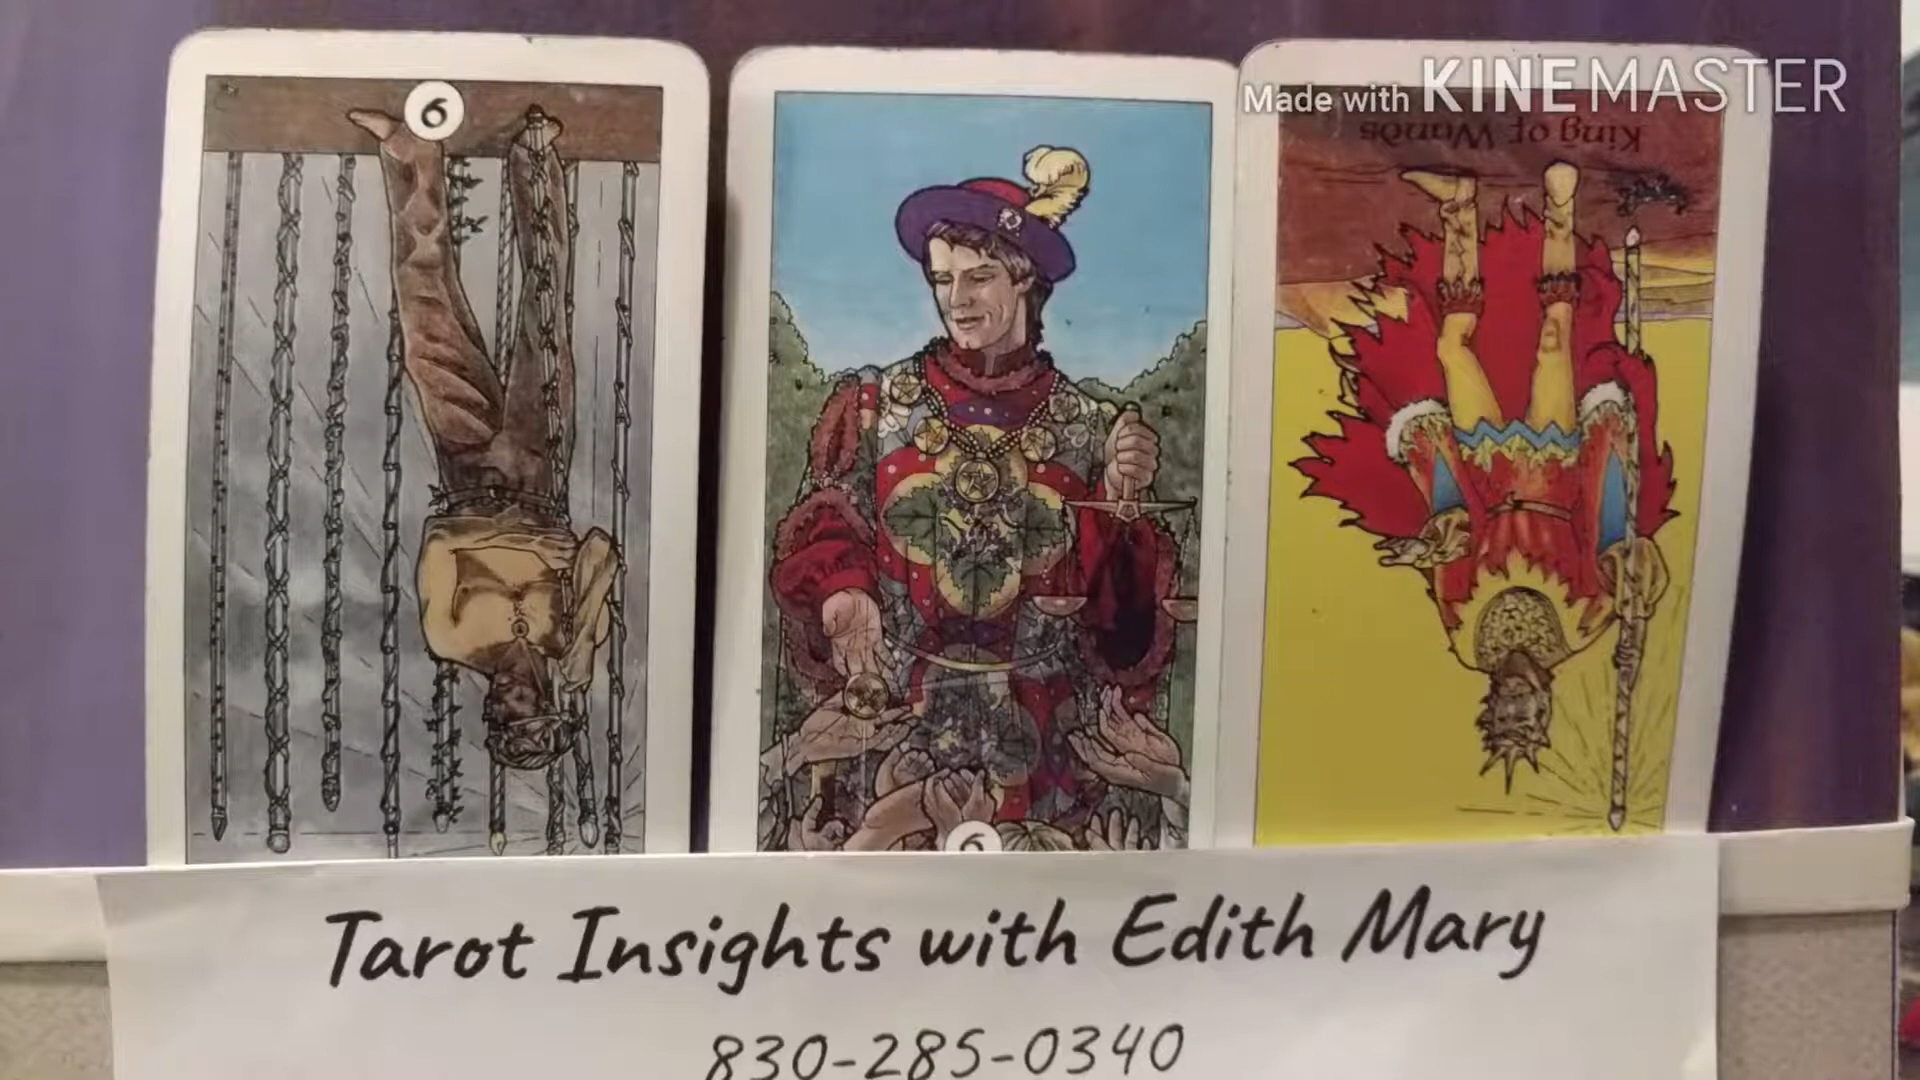 Made with KINEMASTER
King of Wands
6
6
Tarot Insights with Edith Mary
830-285-0340